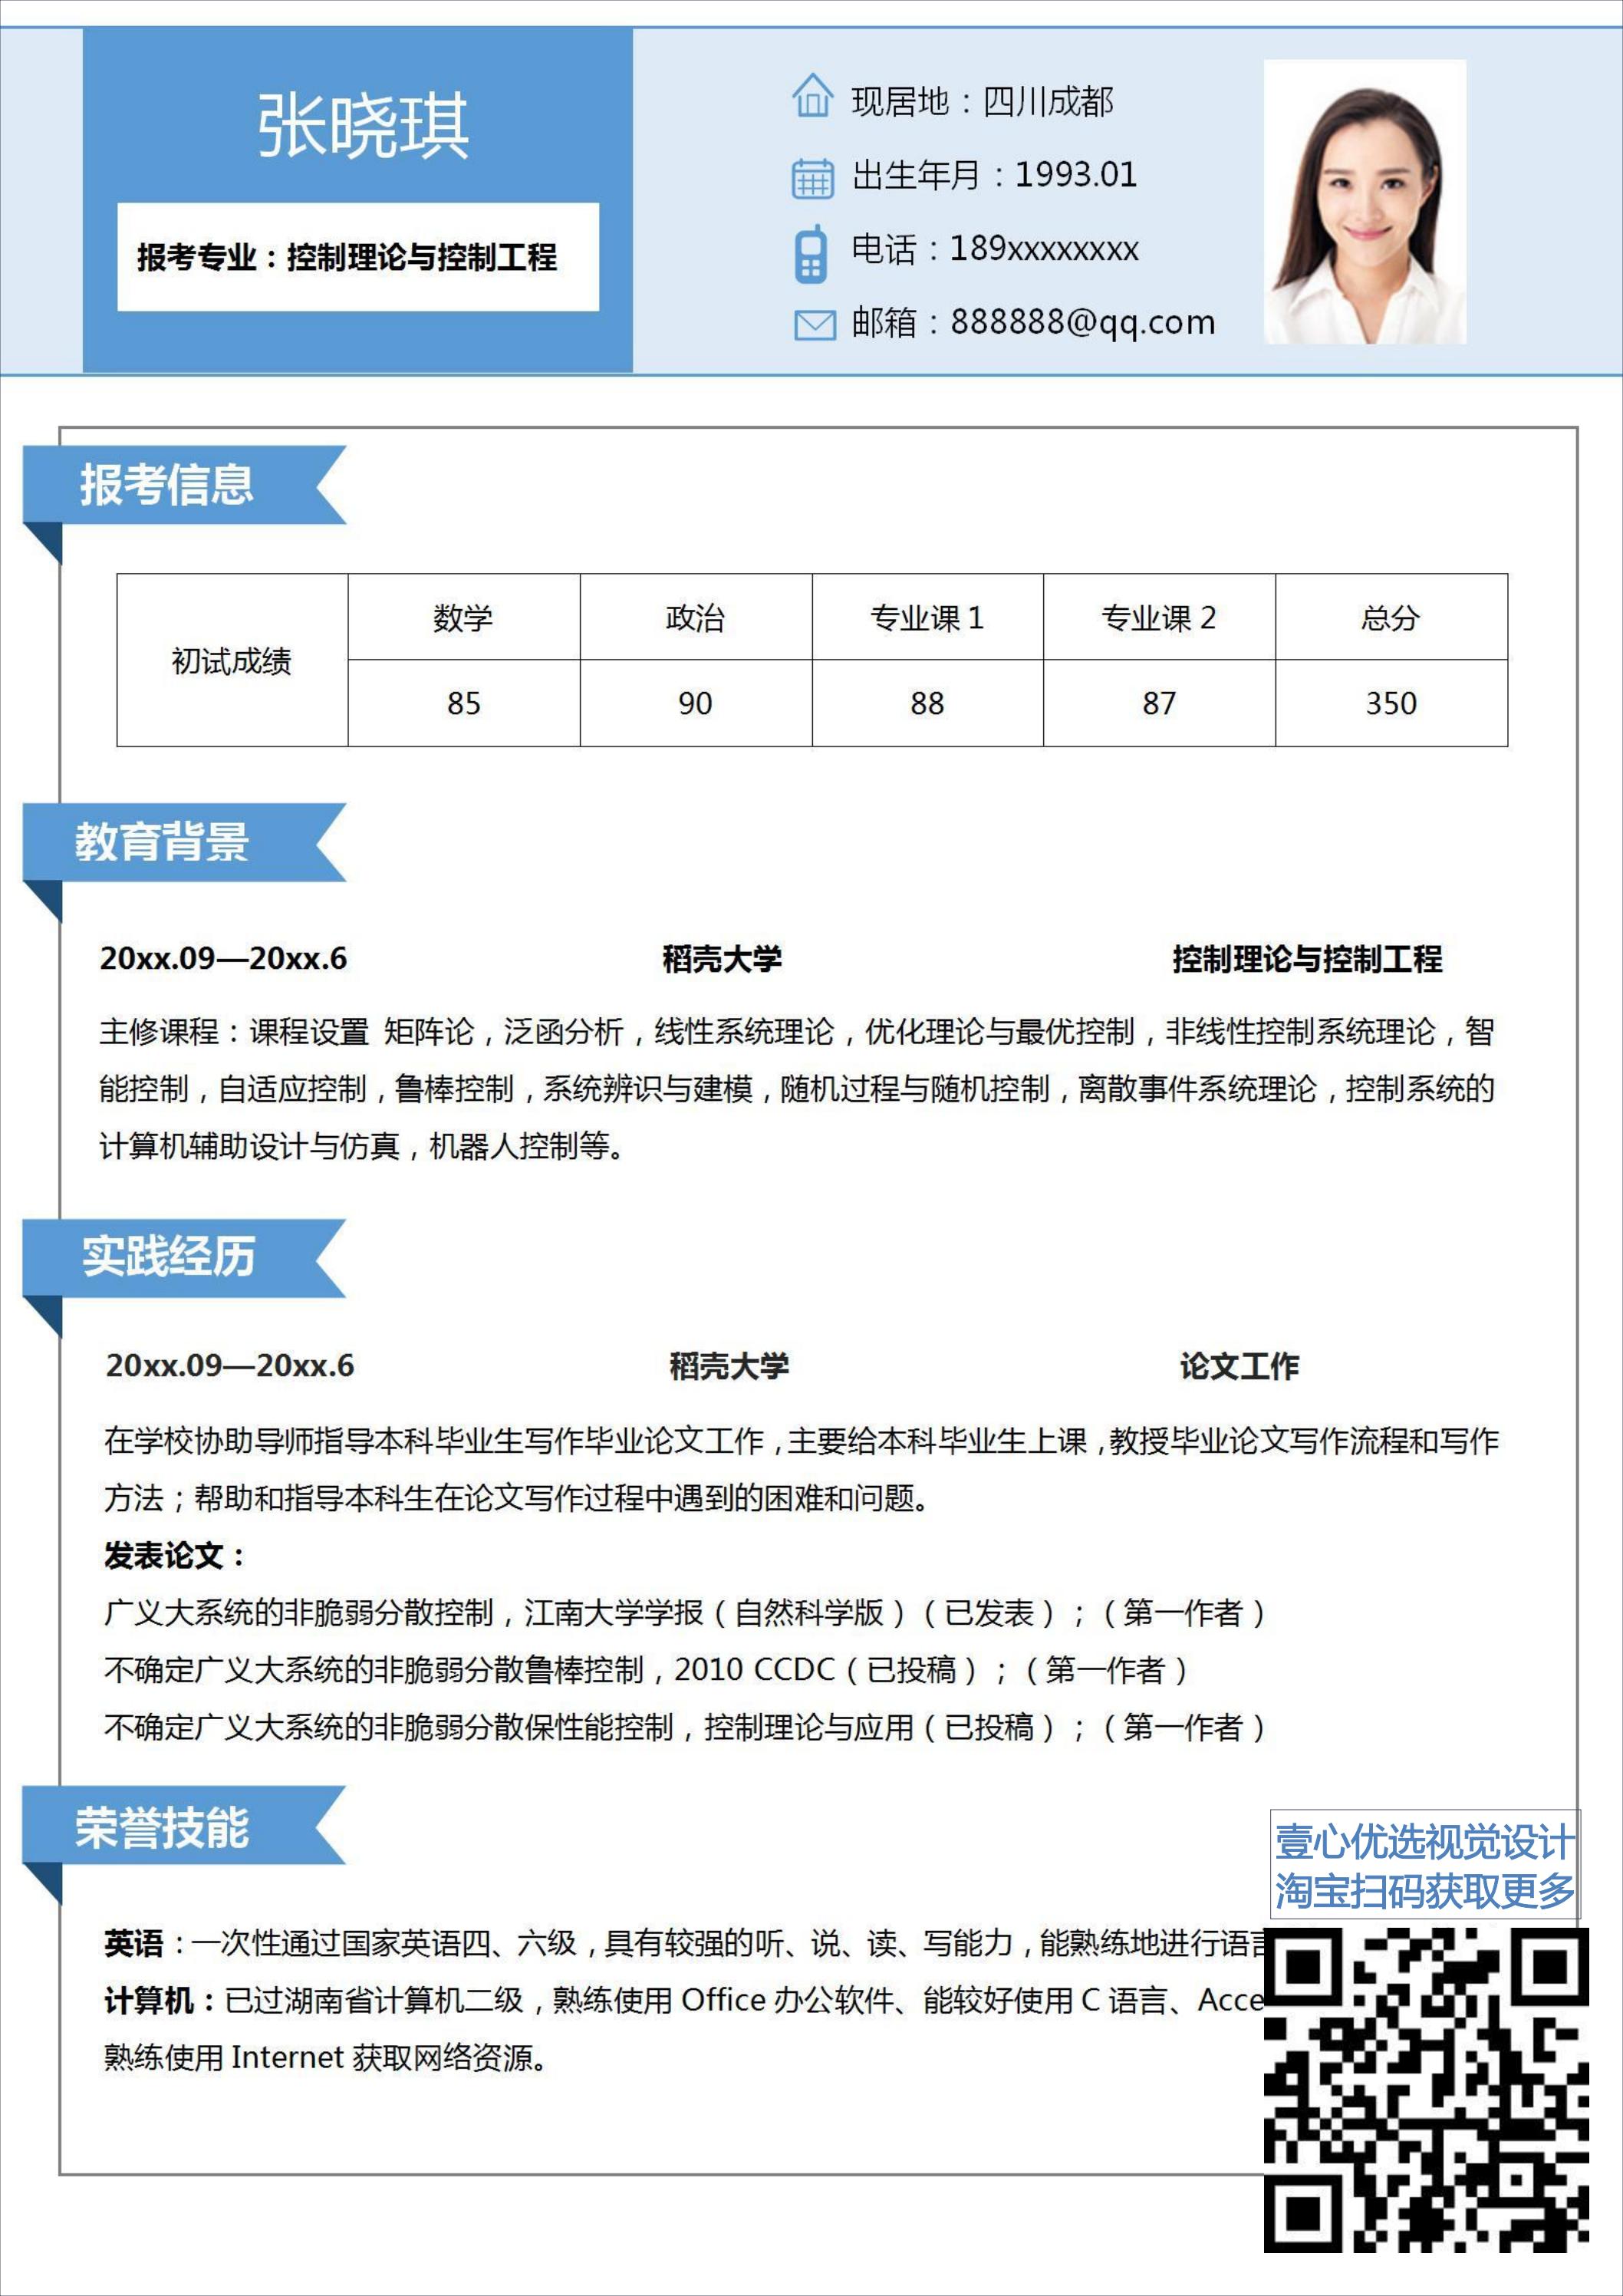 张晓琪
报考专业：控制理论与控制工程
现居地：四川成都
出生年月：1993.01
电话：189xxxxxxxx
邮箱：888888@qq.com
报考信息
初试成绩 数学 政治 专业课1 专业课2 总分
85 90 88 87 350
教育背景
20xx.09—20xx.6 稻壳大学 控制理论与控制工程
主修课程：课程设置 矩阵论，泛函分析，线性系统理论，优化理论与最优控制，非线性控制系统理论，智
能控制，自适应控制，鲁棒控制，系统辨识与建模，随机过程与随机控制，离散事件系统理论，控制系统的
计算机辅助设计与仿真，机器人控制等。
实践经历
20xx.09—20xx.6 稻壳大学 论文工作
在学校协助导师指导本科毕业生写作毕业论文工作，主要给本科毕业生上课，教授毕业论文写作流程和写作
方法；帮助和指导本科生在论文写作过程中遇到的困难和问题。
发表论文：
广义大系统的非脆弱分散控制，江南大学学报（自然科学版）（已发表）；（第一作者）
不确定广义大系统的非脆弱分散鲁棒控制，2010 CCDC（已投稿）；（第一作者）
不确定广义大系统的非脆弱分散保性能控制，控制理论与应用（已投稿）；（第一作者）
荣誉技能
壹心优选视觉设计
淘宝扫码获取更多
英语：一次性通过国家英语四、六级，具有较强的听、说、读、写能力，能熟练地进行语言
计算机：已过湖南省计算机二级，熟练使用 Office 办公软件、能较好使用 C 语言、Acce
熟练使用 Internet 获取网络资源。